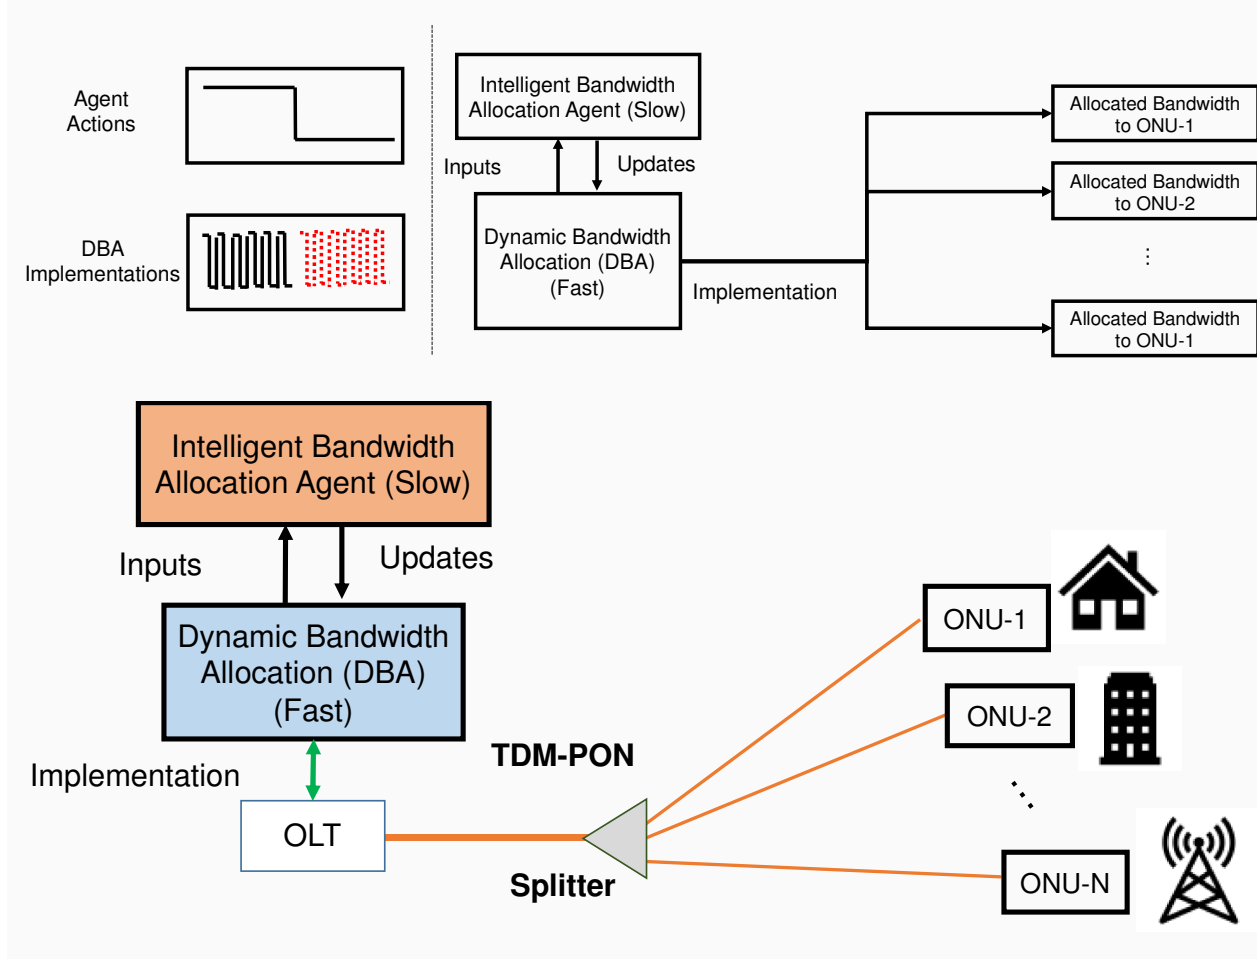 Agent
Actions
DBA
Implementations
Intelligent Bandwidth
Allocation Agent (Slow)
Inputs
Updates
Dynamic Bandwidth
Allocation (DBA)
(Fast)
Implementation
Allocated Bandwidth
to ONU-1
Allocated Bandwidth
to ONU-2
...
Allocated Bandwidth
to ONU-1
Intelligent Bandwidth
Allocation Agent (Slow)
Inputs
Updates
Dynamic Bandwidth
Allocation (DBA)
(Fast)
Implementation
OLT
TDM-PON
Splitter
ONU-1
ONU-2
...
ONU-N